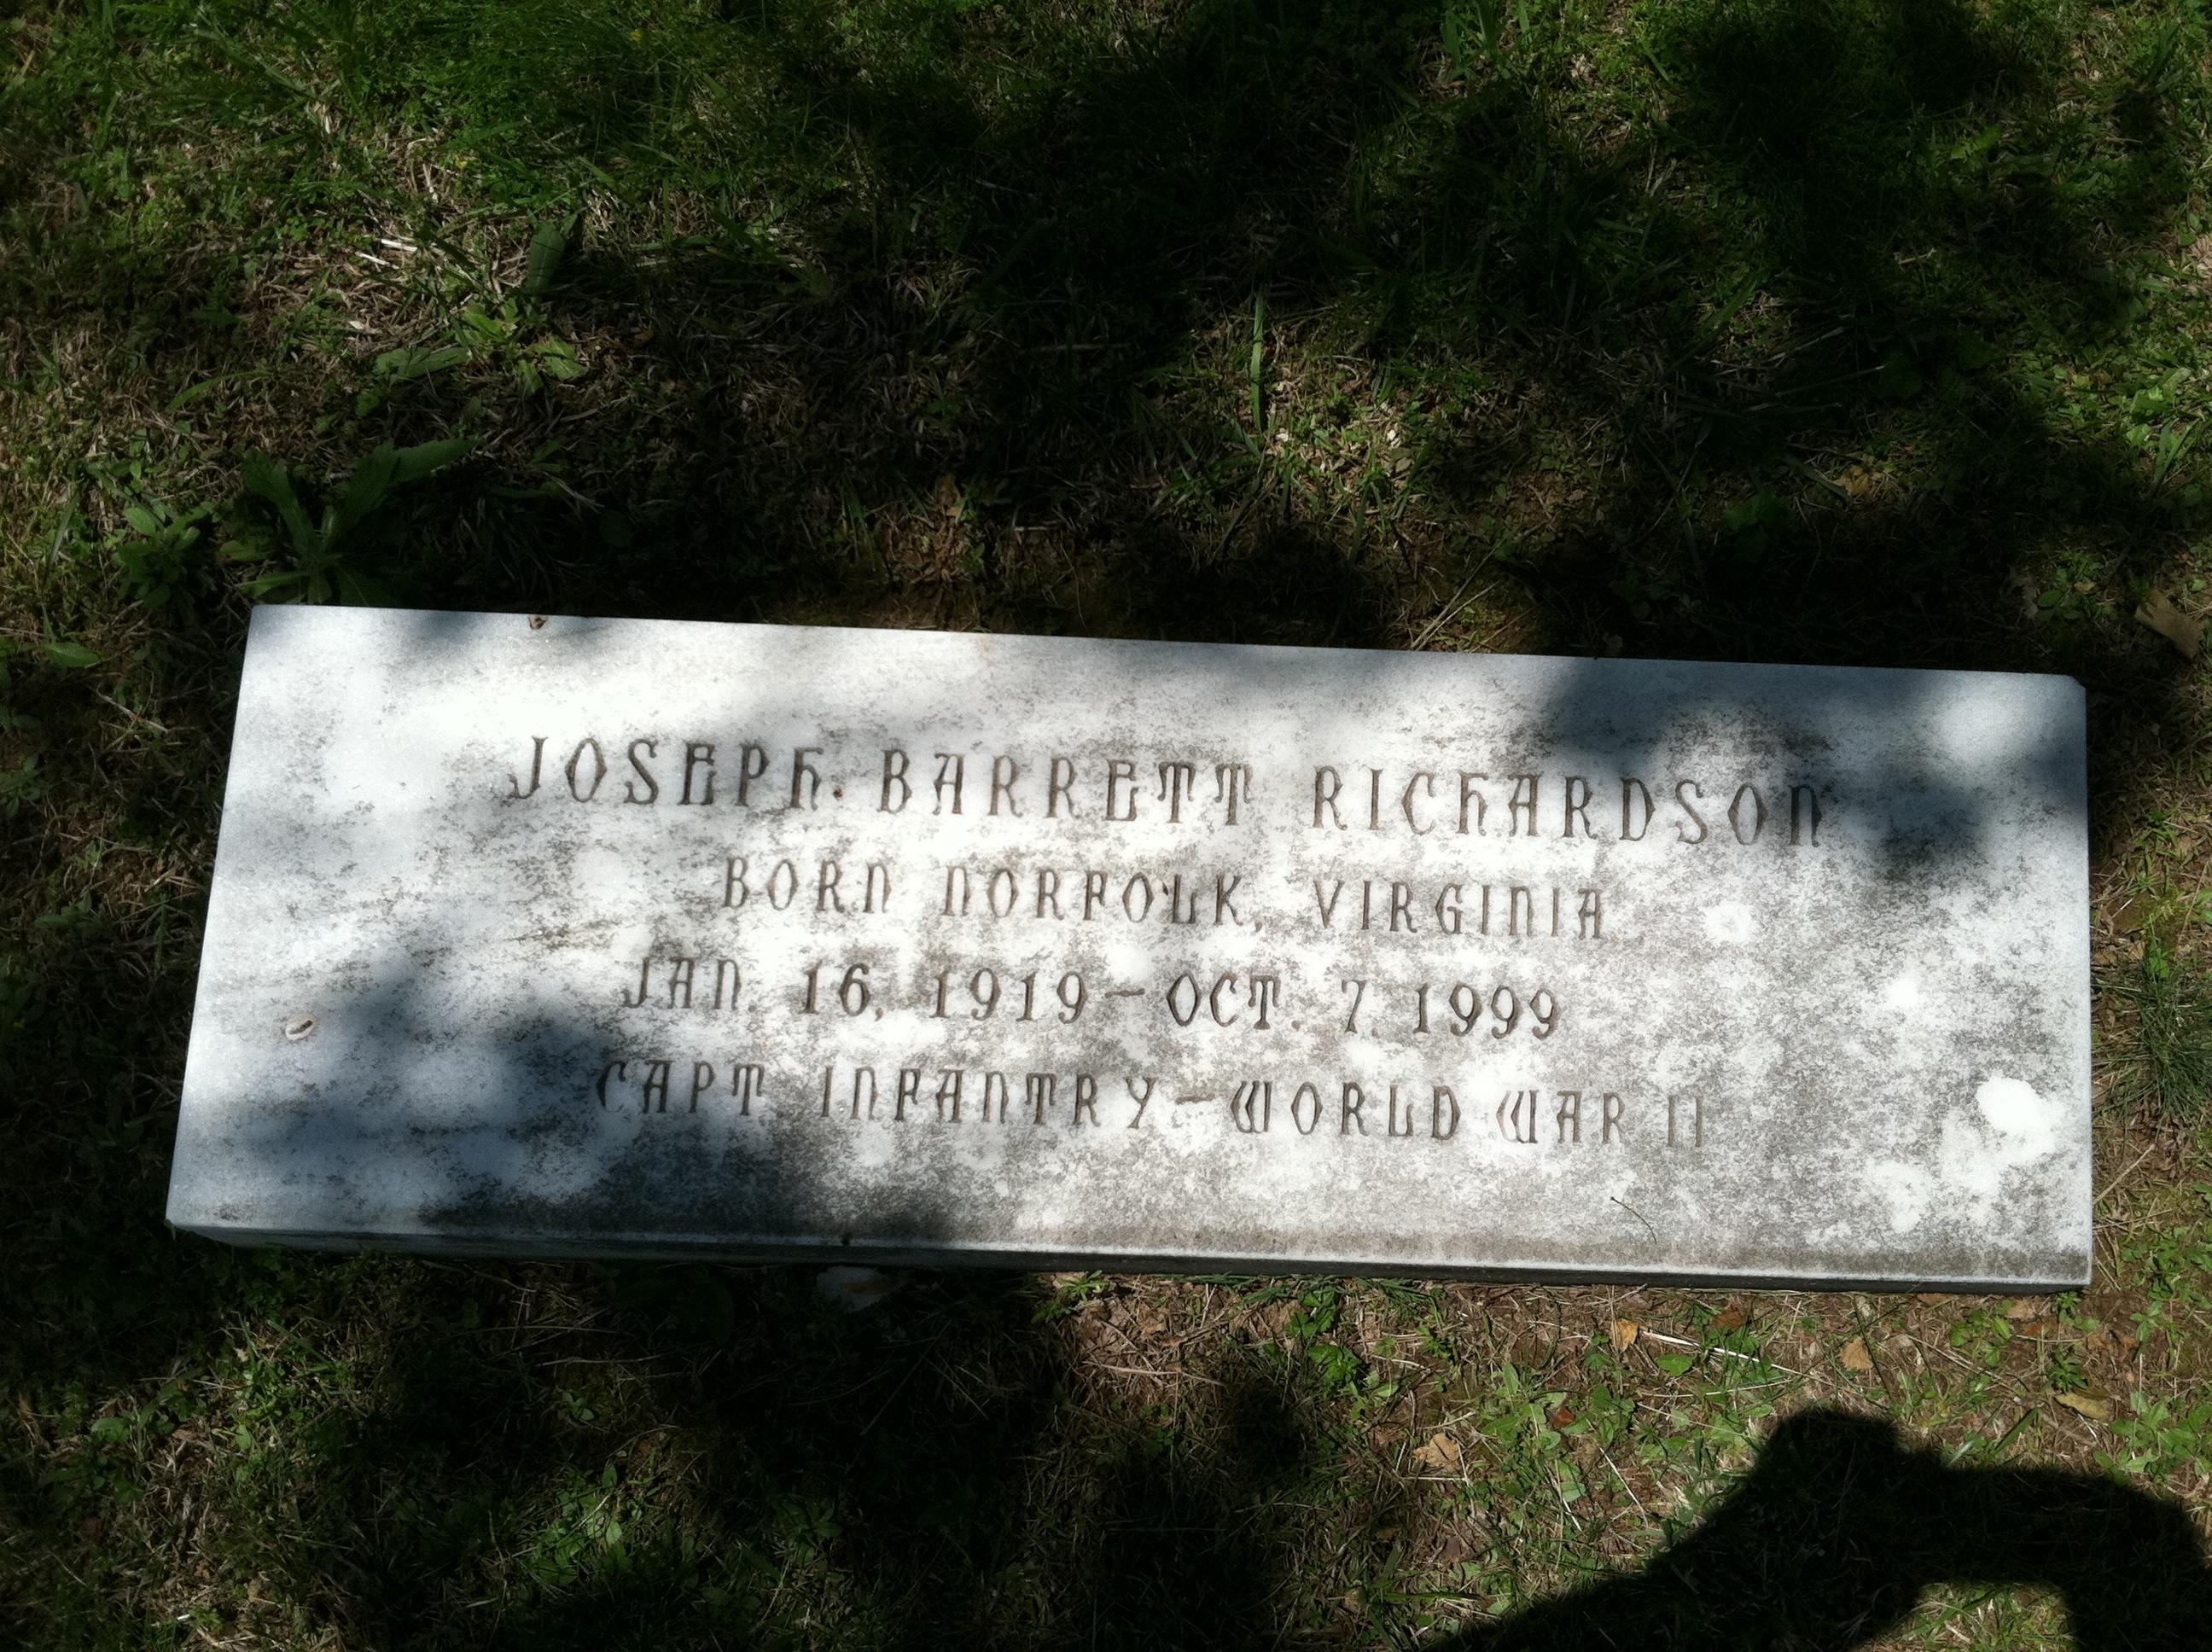 JOSEPH BARRETT RICHARDSON
BORN NORFOLK, VIRGINIA
JAN. 16, 1919 - OCT. 7, 1999
CAPT INFANTRY - WORLD WAR II